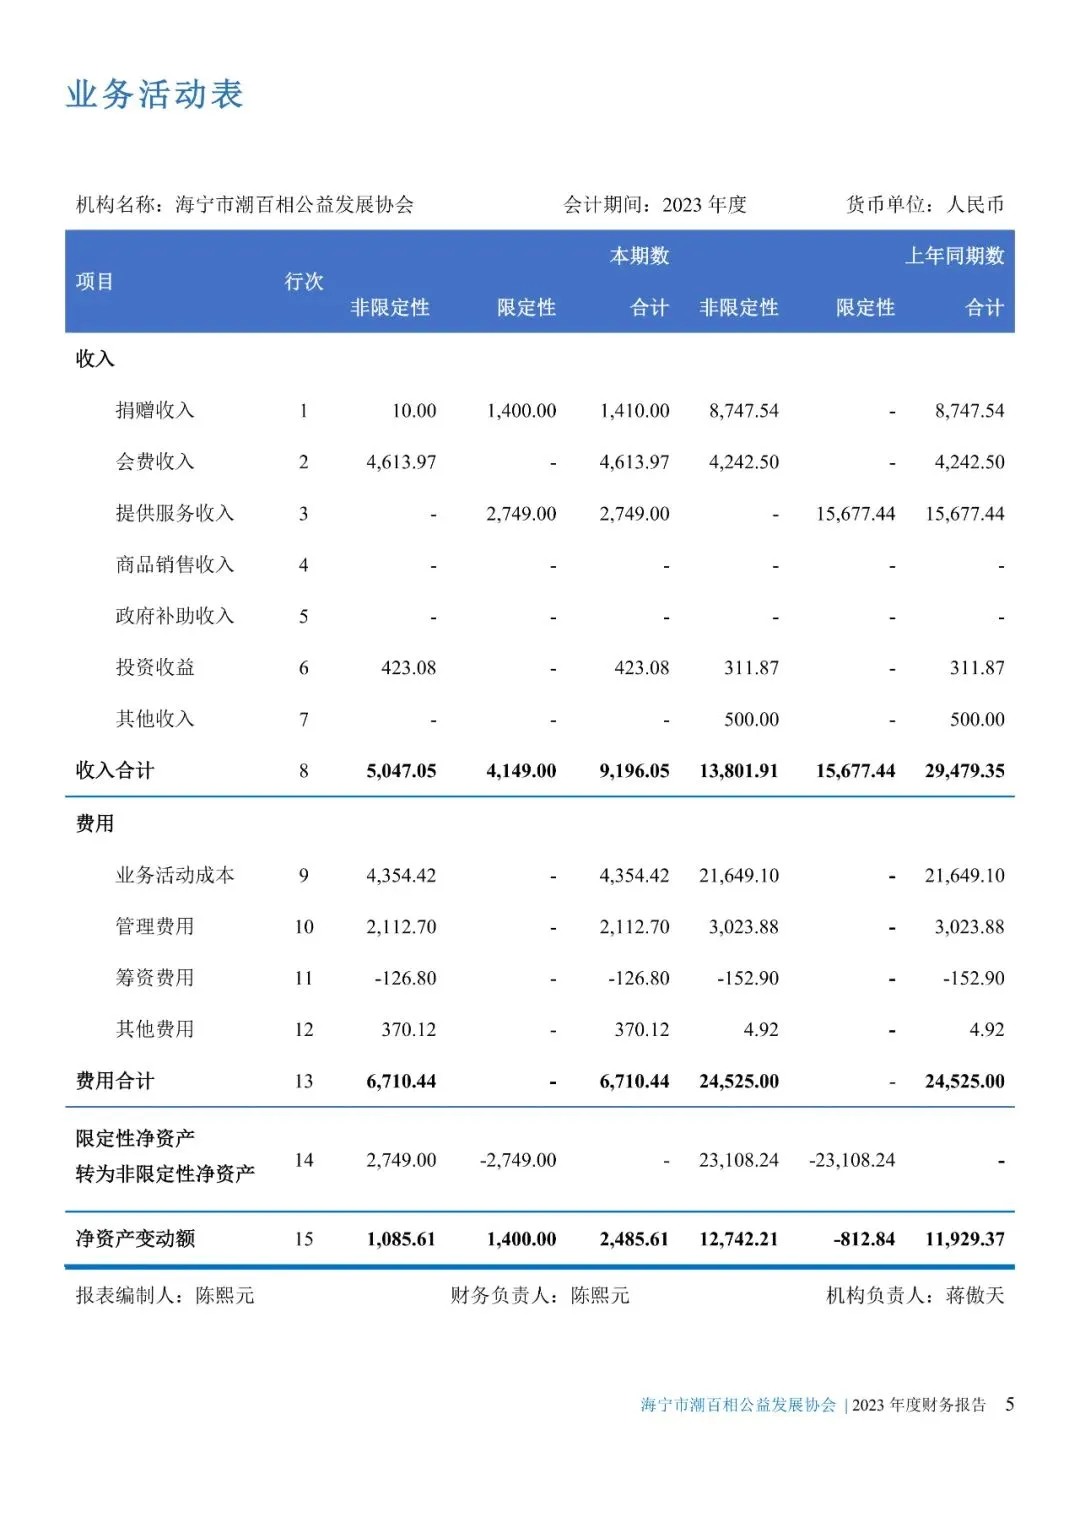 业务活动表
机构名称：海宁市潮百相公益发展协会 会计期间：2023 年度 货币单位：人民币
项目 行次 本期数 上年同期数
非限定性 限定性 合计 非限定性 限定性 合计
收入
捐赠收入 1 10.00 1,400.00 1,410.00 8,747.54 - 8,747.54
会费收入 2 4,613.97 - 4,613.97 4,242.50 - 4,242.50
提供服务收入 3 - 2,749.00 2,749.00 - 15,677.44 15,677.44
商品销售收入 4 - - - - - -
政府补助收入 5 - - - - - -
投资收益 6 423.08 - 423.08 311.87 - 311.87
其他收入 7 - - - 500.00 - 500.00
收入合计 8 5,047.05 4,149.00 9,196.05 13,801.91 15,677.44 29,479.35
费用
业务活动成本 9 4,354.42 - 4,354.42 21,649.10 - 21,649.10
管理费用 10 2,112.70 - 2,112.70 3,023.88 - 3,023.88
筹资费用 11 -126.80 - -126.80 -152.90 - -152.90
其他费用 12 370.12 - 370.12 4.92 - 4.92
费用合计 13 6,710.44 - 6,710.44 24,525.00 - 24,525.00
限定性净资产
转为非限定性净资产 14 2,749.00 -2,749.00 - 23,108.24 -23,108.24 -
净资产变动额 15 1,085.61 1,400.00 2,485.61 12,742.21 -812.84 11,929.37
报表编制人：陈熙元 财务负责人：陈熙元 机构负责人：蒋傲天
海宁市潮百相公益发展协会 | 2023 年度财务报告 5